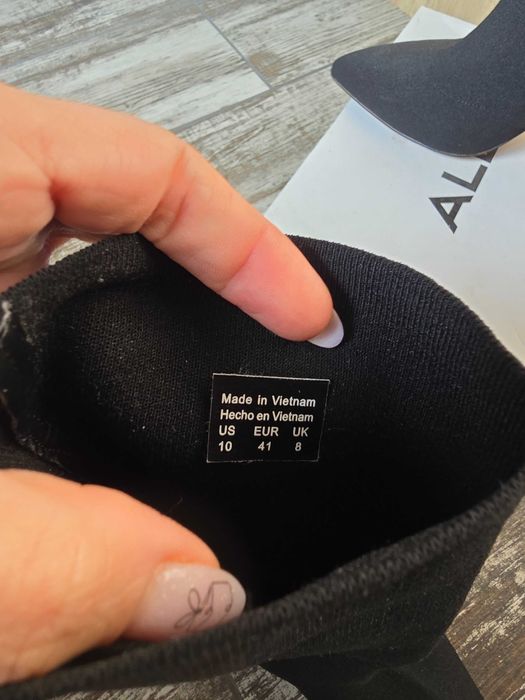 Made in Vietnam
Hecho en Vietnam
US EUR UK
10 41 8